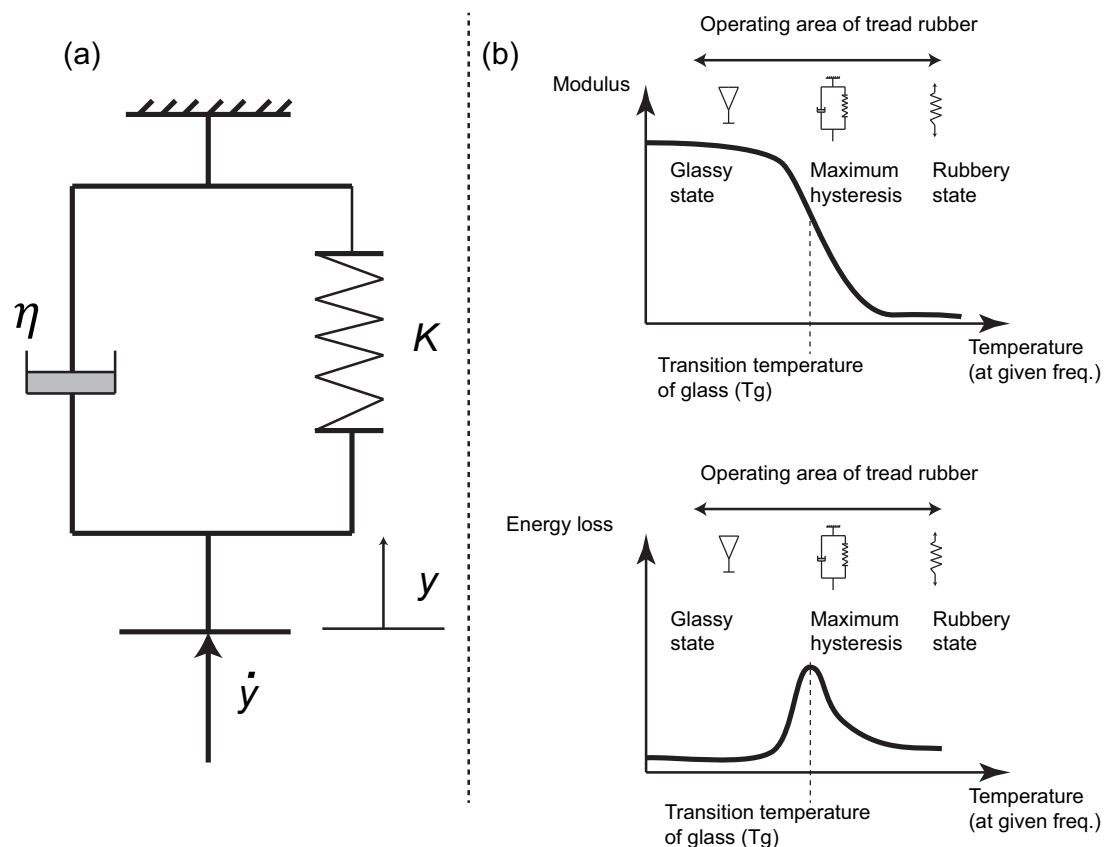 (a)
η
K
y
ẏ
(b)
Operating area of tread rubber
Modulus
Glassy
state
Maximum
hysteresis
Rubbery
state
Transition temperature
of glass (Tg)
Temperature
(at given freq.)
Operating area of tread rubber
Energy loss
Glassy
state
Maximum
hysteresis
Rubbery
state
Transition temperature
of glass (Tg)
Temperature
(at given freq.)